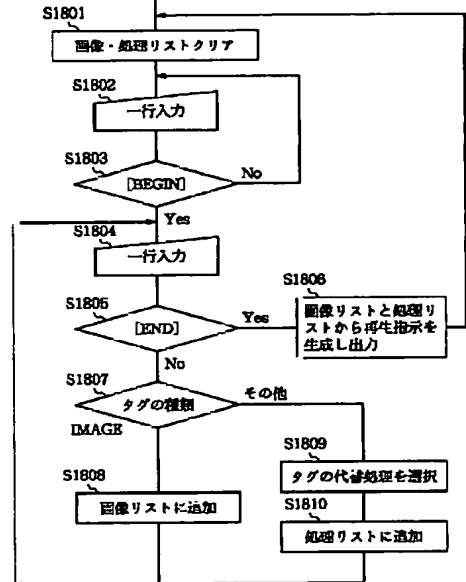 S1801
画像・処理リストクリア
S1802
一行入力
S1803
[BEGIN]
No
Yes
S1804
一行入力
S1805
[END]
Yes
S1806
画像リストと処理リ
ストから再生指示を
生成し出力
No
S1807
タグの種類
その他
IMAGE
S1808
画像リストに追加
S1809
タグの代替処理を選択
S1810
処理リストに追加